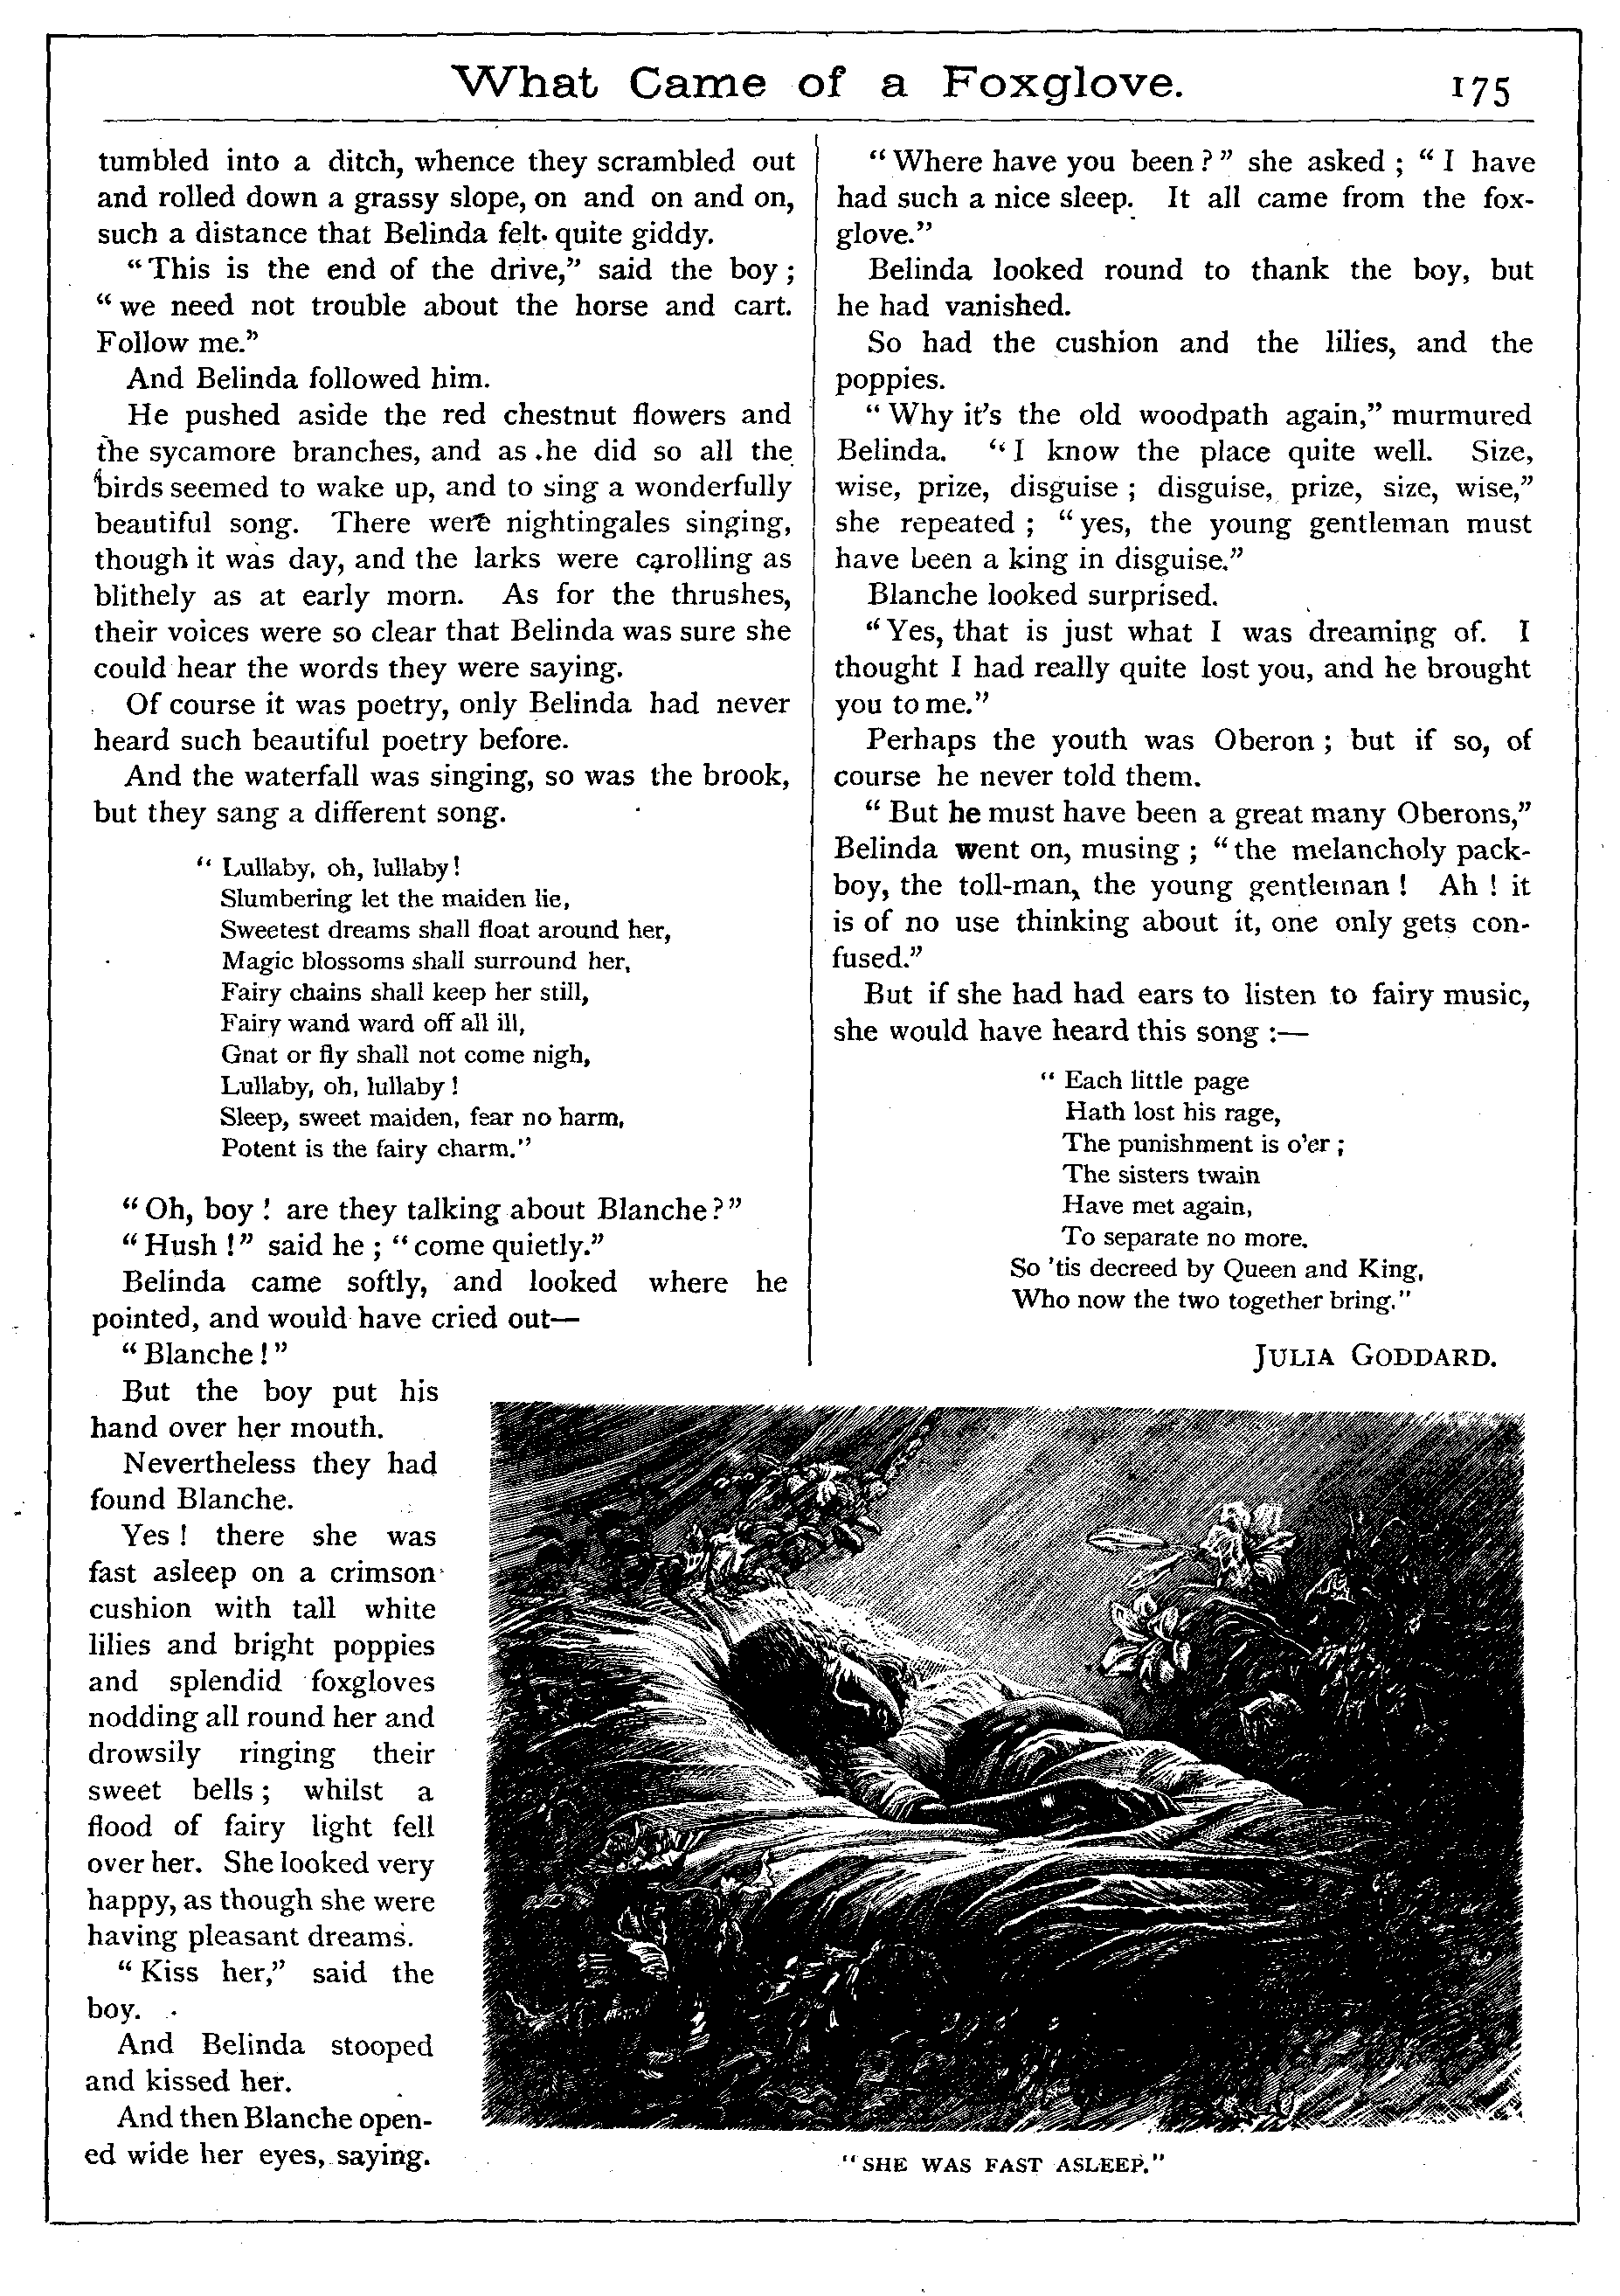 What Came of a Foxglove.
175
tumbled into a ditch, whence they scrambled out
and rolled down a grassy slope, on and on and on,
such a distance that Belinda felt quite giddy.
“This is the end of the drive,” said the boy;
“we need not trouble about the horse and cart.
Follow me.”
And Belinda followed him.
He pushed aside the red chestnut flowers and
the sycamore branches, and as he did so all the
birds seemed to wake up, and to sing a wonderfully
beautiful song. There were nightingales singing,
though it was day, and the larks were carolling as
blithely as at early morn. As for the thrushes,
their voices were so clear that Belinda was sure she
could hear the words they were saying.
Of course it was poetry, only Belinda had never
heard such beautiful poetry before.
And the waterfall was singing, so was the brook,
but they sang a different song.
“Lullaby, oh, lullaby!
Slumbering let the maiden lie,
Sweetest dreams shall float around her,
Magic blossoms shall surround her,
Fairy chains shall keep her still,
Fairy wand ward off all ill,
Gnat or fly shall not come nigh,
Lullaby, oh, lullaby!
Sleep, sweet maiden, fear no harm,
Potent is the fairy charm.”
“Oh, boy! are they talking about Blanche?”
“Hush!” said he; “come quietly.”
Belinda came softly, and looked where he
pointed, and would have cried out—
“Blanche!”
But the boy put his
hand over her mouth.
Nevertheless they had
found Blanche.
Yes! there she was
fast asleep on a crimson
cushion with tall white
lilies and bright poppies
and splendid foxgloves
nodding all round her and
drowsily ringing their
sweet bells; whilst a
flood of fairy light fell
over her. She looked very
happy, as though she were
having pleasant dreams.
“Kiss her,” said the
boy.
And Belinda stooped
and kissed her.
And then Blanche open-
ed wide her eyes, saying.
“Where have you been?” she asked; “I have
had such a nice sleep. It all came from the fox-
glove.”
Belinda looked round to thank the boy, but
he had vanished.
So had the cushion and the lilies, and the
poppies.
“Why it’s the old woodpath again,” murmured
Belinda. “I know the place quite well. Size,
wise, prize, disguise; disguise, prize, size, wise,”
she repeated; “yes, the young gentleman must
have been a king in disguise.”
Blanche looked surprised.
“Yes, that is just what I was dreaming of. I
thought I had really quite lost you, and he brought
you to me.”
Perhaps the youth was Oberon; but if so, of
course he never told them.
“But he must have been a great many Oberons,”
Belinda went on, musing; “the melancholy pack-
boy, the toll-man, the young gentleman! Ah! it
is of no use thinking about it, one only gets con-
fused.”
But if she had had ears to listen to fairy music,
she would have heard this song:—
“Each little page
Hath lost his rage,
The punishment is o’er;
The sisters twain
Have met again,
To separate no more.
So ’tis decreed by Queen and King,
Who now the two together bring.”
JULIA GODDARD.
“SHE WAS FAST ASLEEP.”